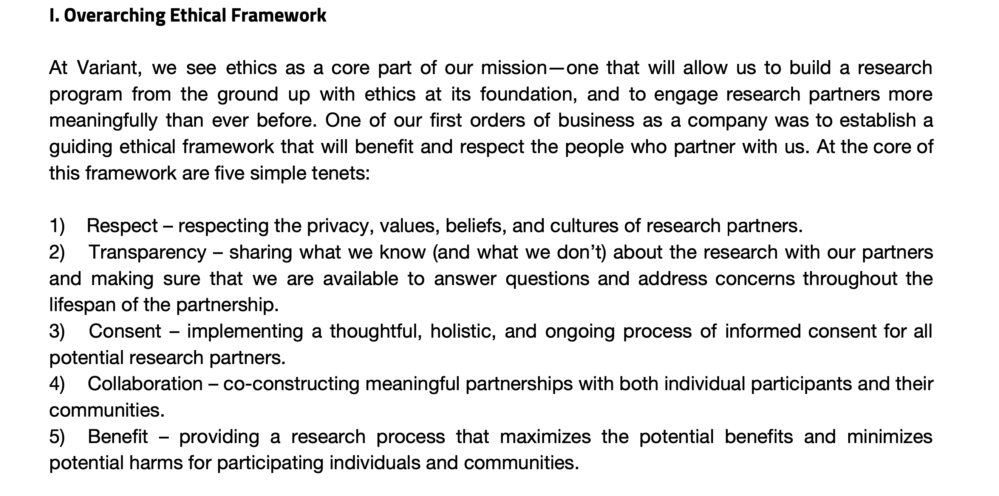 I. Overarching Ethical Framework
At Variant, we see ethics as a core part of our mission—one that will allow us to build a research
program from the ground up with ethics at its foundation, and to engage research partners more
meaningfully than ever before. One of our first orders of business as a company was to establish a
guiding ethical framework that will benefit and respect the people who partner with us. At the core of
this framework are five simple tenets:
1) Respect – respecting the privacy, values, beliefs, and cultures of research partners.
2) Transparency – sharing what we know (and what we don’t) about the research with our partners
and making sure that we are available to answer questions and address concerns throughout the
lifespan of the partnership.
3) Consent – implementing a thoughtful, holistic, and ongoing process of informed consent for all
potential research partners.
4) Collaboration – co-constructing meaningful partnerships with both individual participants and their
communities.
5) Benefit – providing a research process that maximizes the potential benefits and minimizes
potential harms for participating individuals and communities.